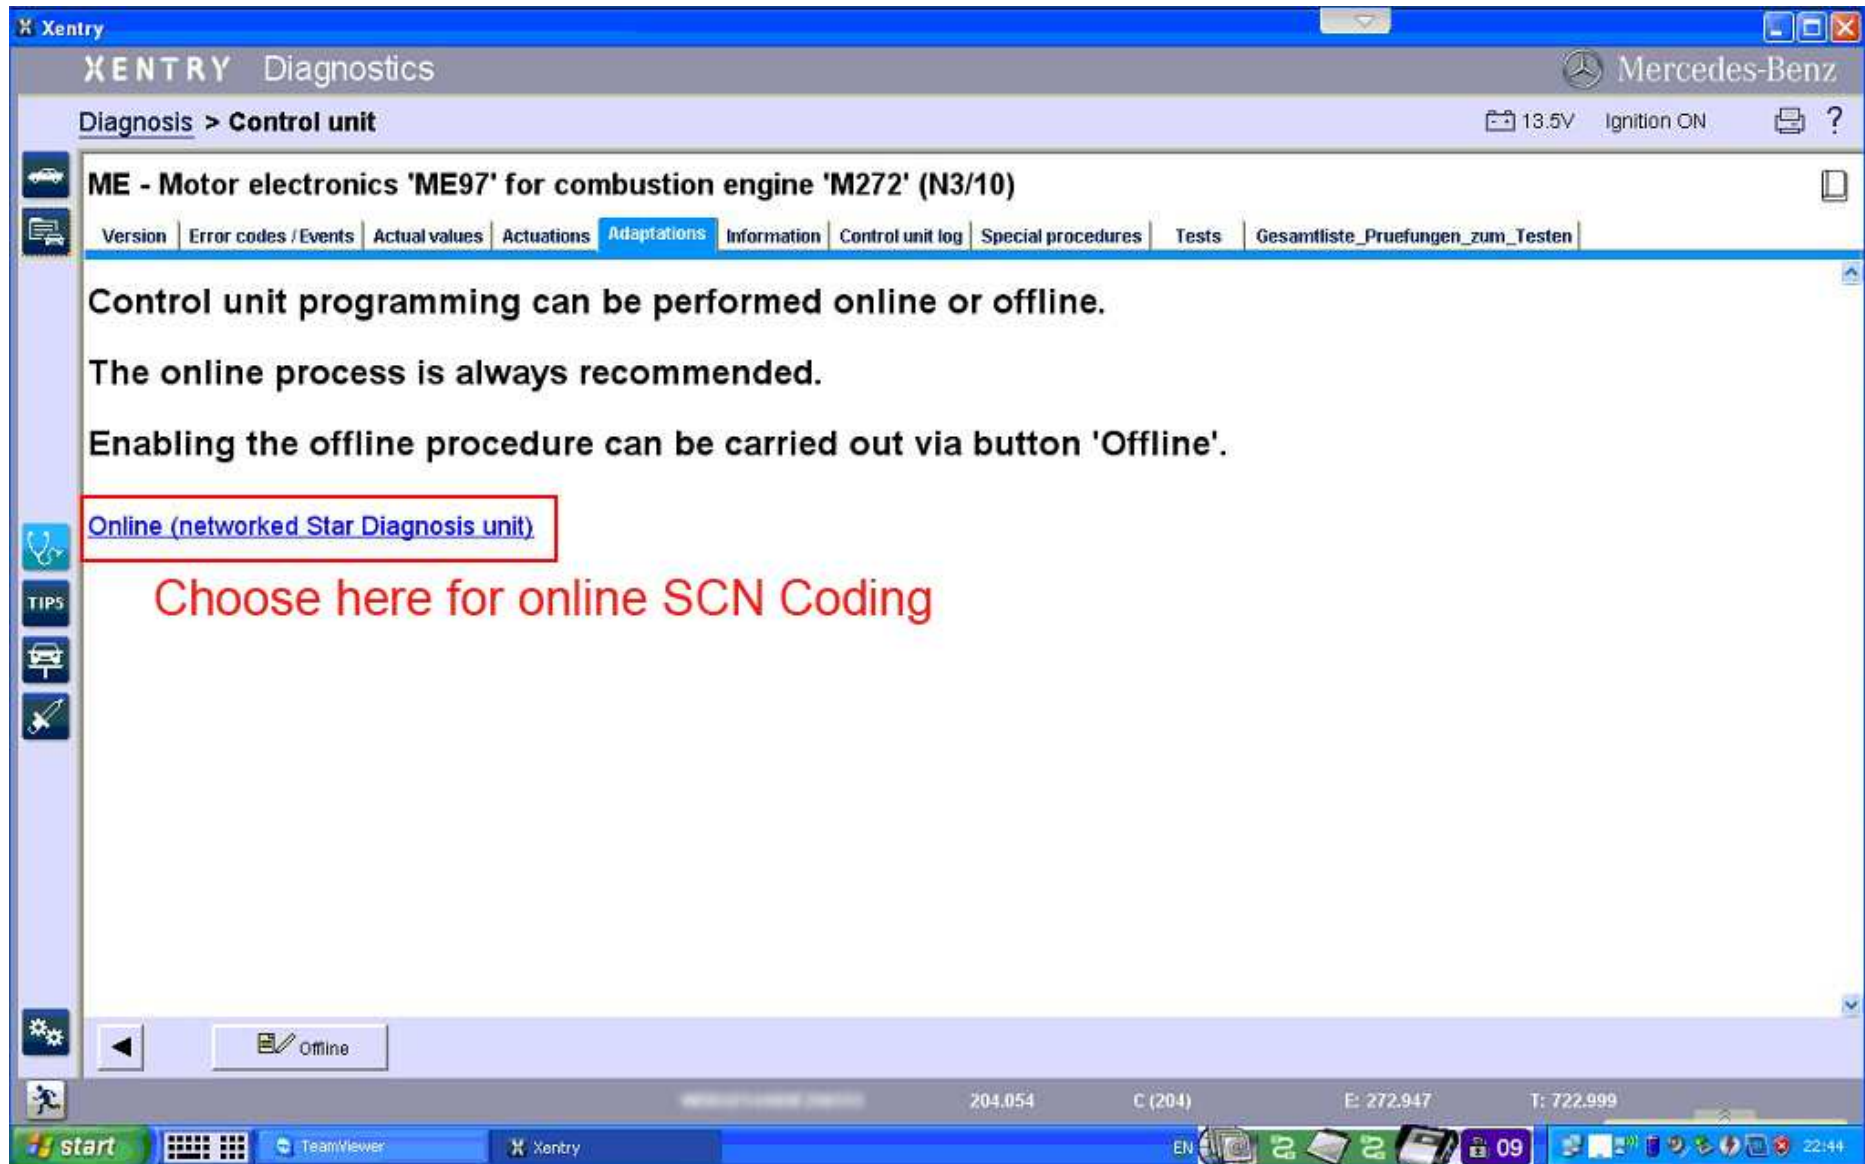 Xentry
XENTRY Diagnostics
Mercedes-Benz
Diagnosis > Control unit
13.5V Ignition ON ?
ME - Motor electronics 'ME97' for combustion engine 'M272' (N3/10)
Version Error codes / Events Actual values Actuations Adaptations Information Control unit log Special procedures Tests Gesamtliste_Pruefungen_zum_Testen
Control unit programming can be performed online or offline.
The online process is always recommended.
Enabling the offline procedure can be carried out via button 'Offline'.
Online (networked Star Diagnosis unit)
Choose here for online SCN Coding
TIPS
Offline
204.054 C (204) E: 272.947 T: 722.999
start TeamViewer Xentry EN 09 22:44